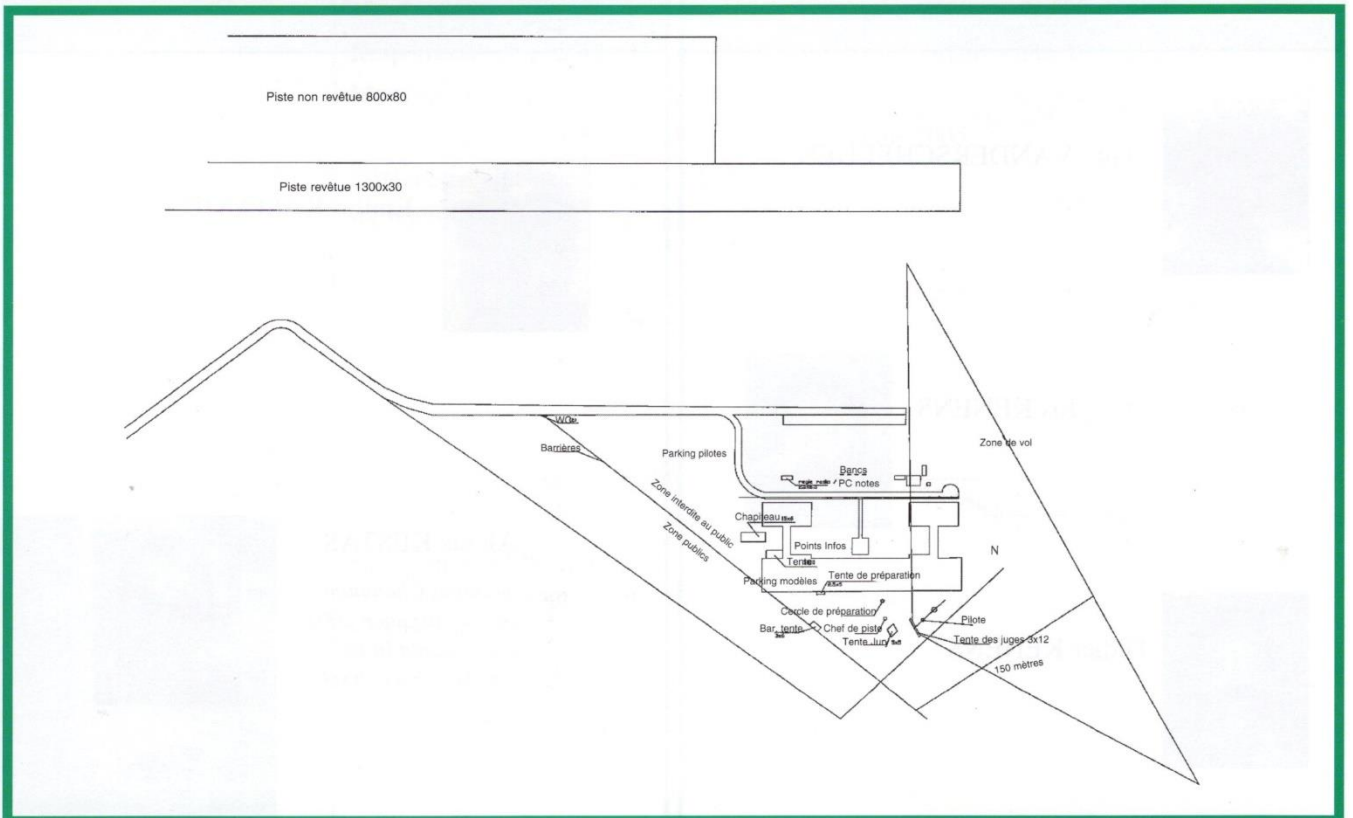 Piste non revêtue 800x80
Piste revêtue 1300x30
WCs
Barrières
Parking pilotes
Zone de vol
Bancs
PC notes
Zone interdite au public
Zone publics
Chapiteau
Points Infos
N
Tente
Parking modèles
Tente de préparation
Cercle de préparation
Bar, tente
Chef de piste
Tente Jury
Pilote
Tente des juges 3x12
150 mètres